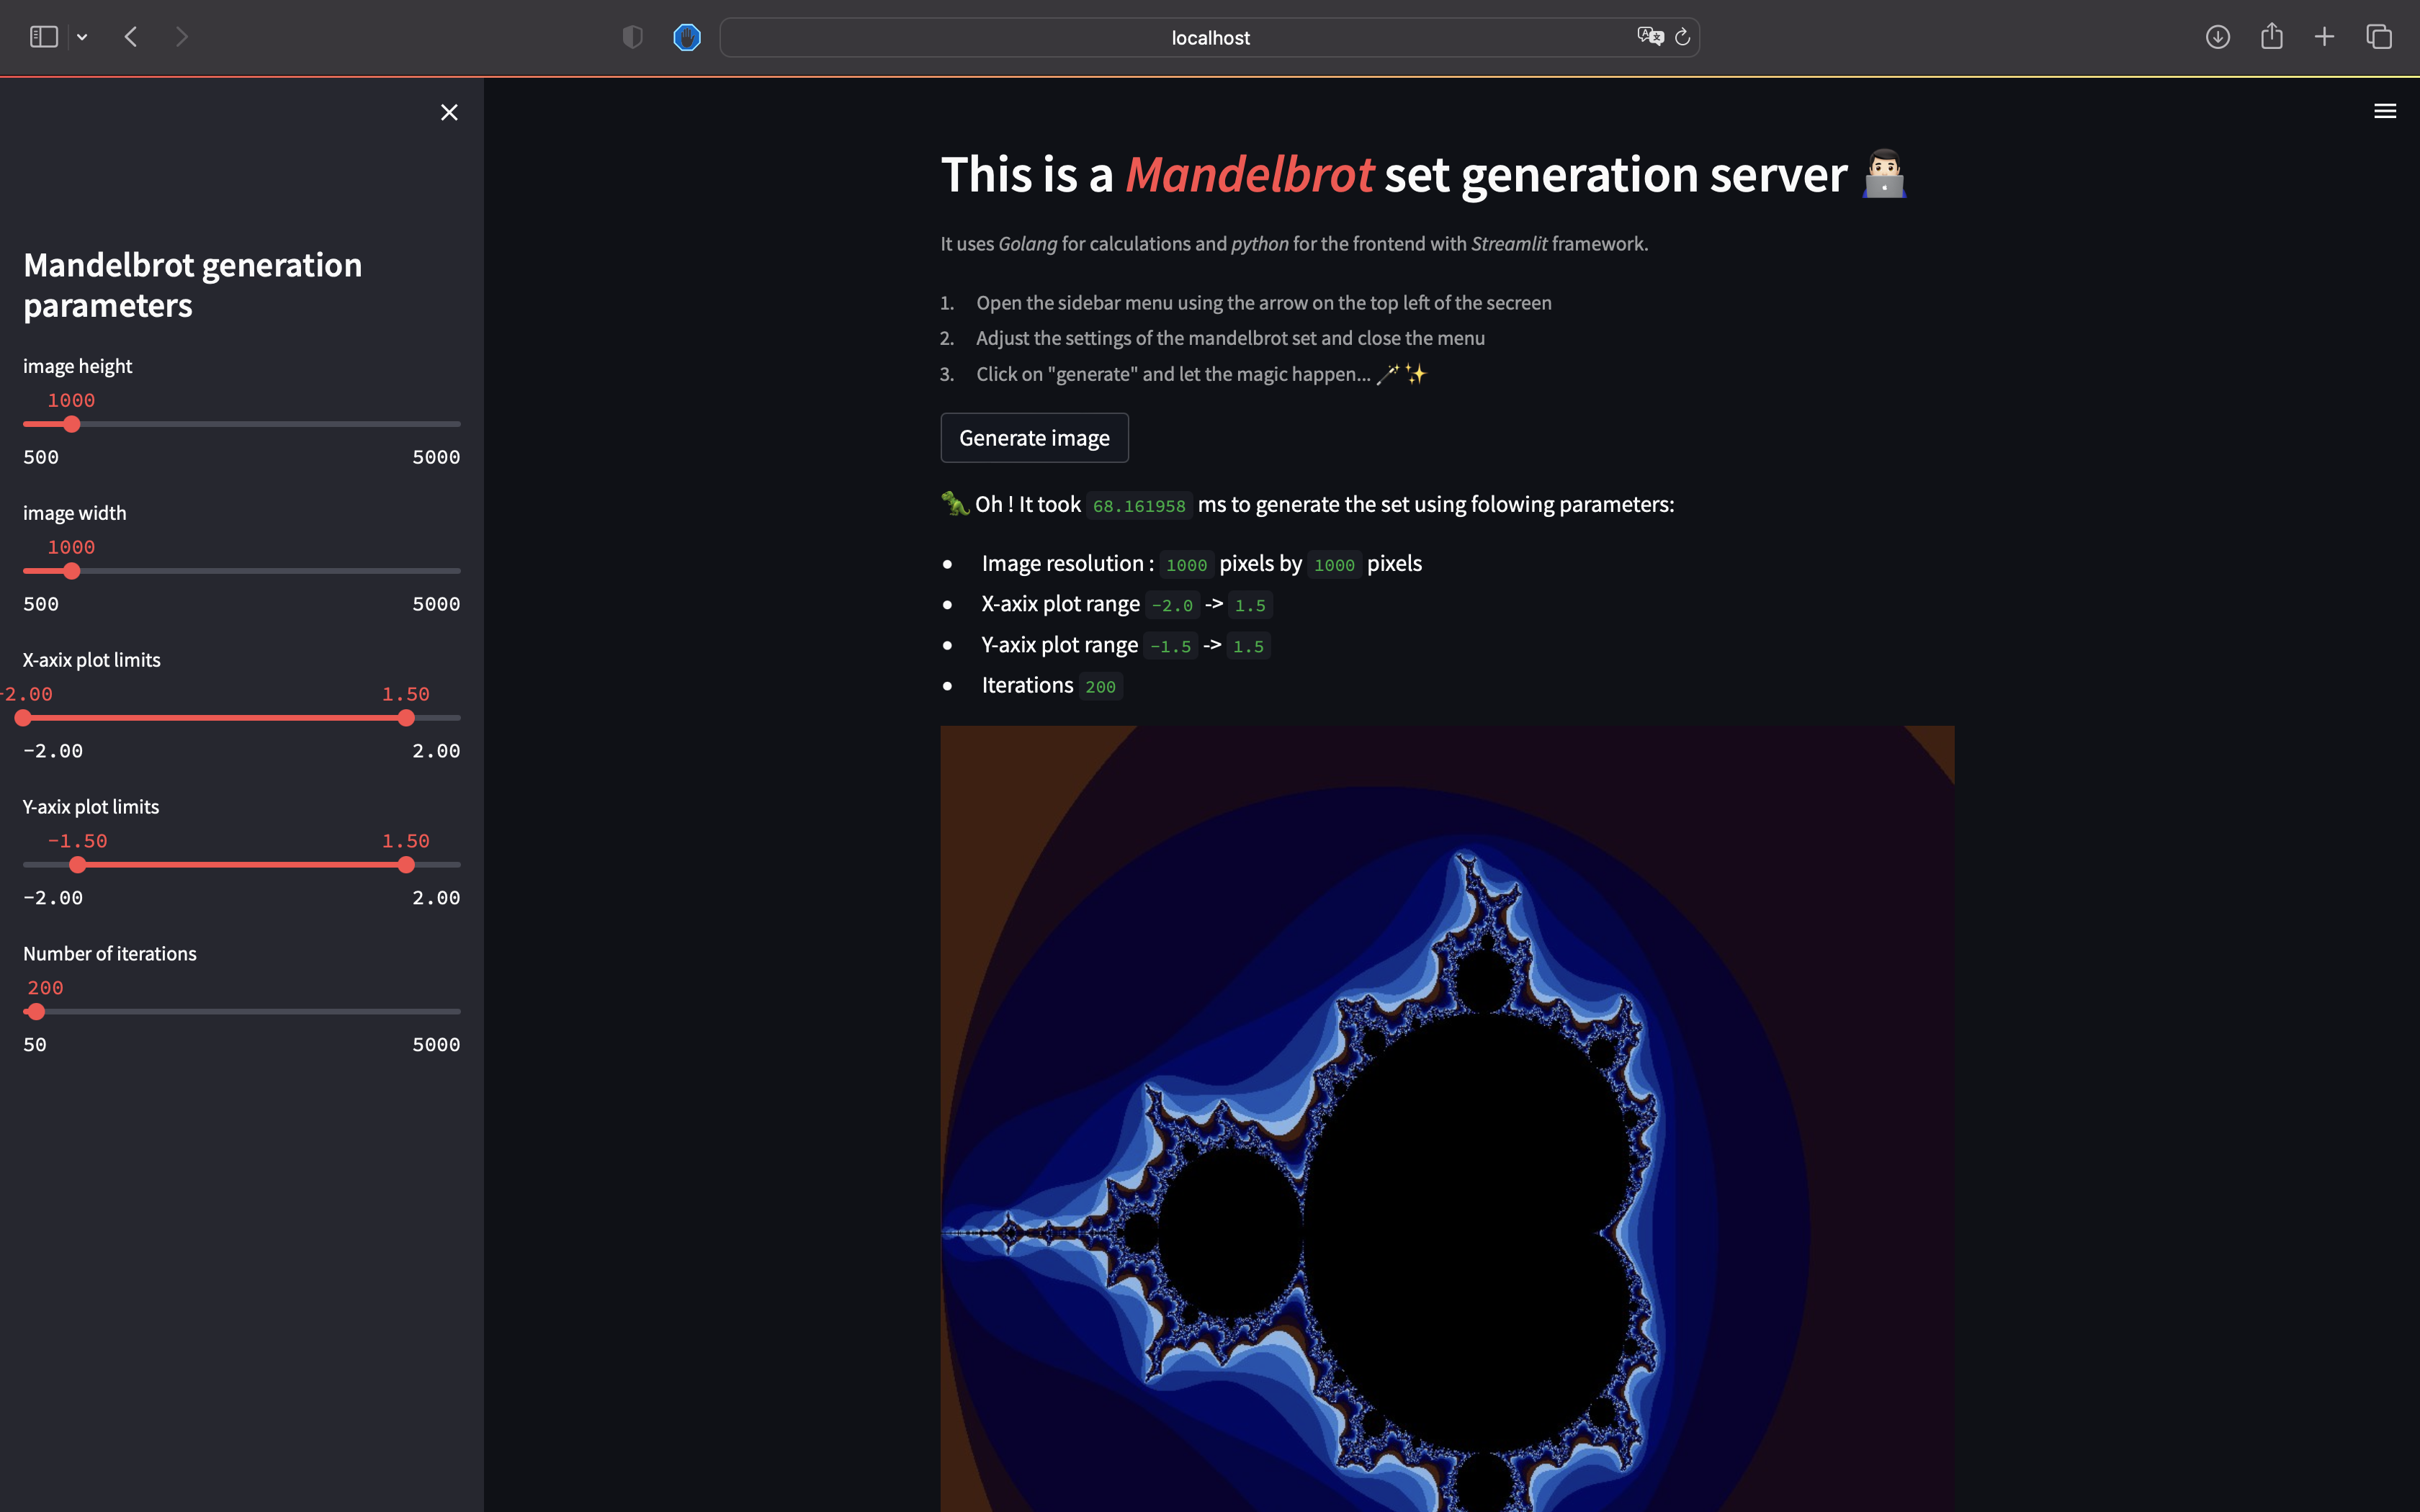 localhost
Mandelbrot generation
parameters
image height
1000
500 5000
image width
1000
500 5000
X-axix plot limits
-2.00 1.50
-2.00 2.00
Y-axix plot limits
-1.50 1.50
-2.00 2.00
Number of iterations
200
50 5000
This is a Mandelbrot set generation server
It uses Golang for calculations and python for the frontend with Streamlit framework.
1. Open the sidebar menu using the arrow on the top left of the secreen
2. Adjust the settings of the mandelbrot set and close the menu
3. Click on "generate" and let the magic happen...
Generate image
Oh ! It took 68.161958 ms to generate the set using folowing parameters:
Image resolution : 1000 pixels by 1000 pixels
X-axix plot range -2.0 -> 1.5
Y-axix plot range -1.5 -> 1.5
Iterations 200